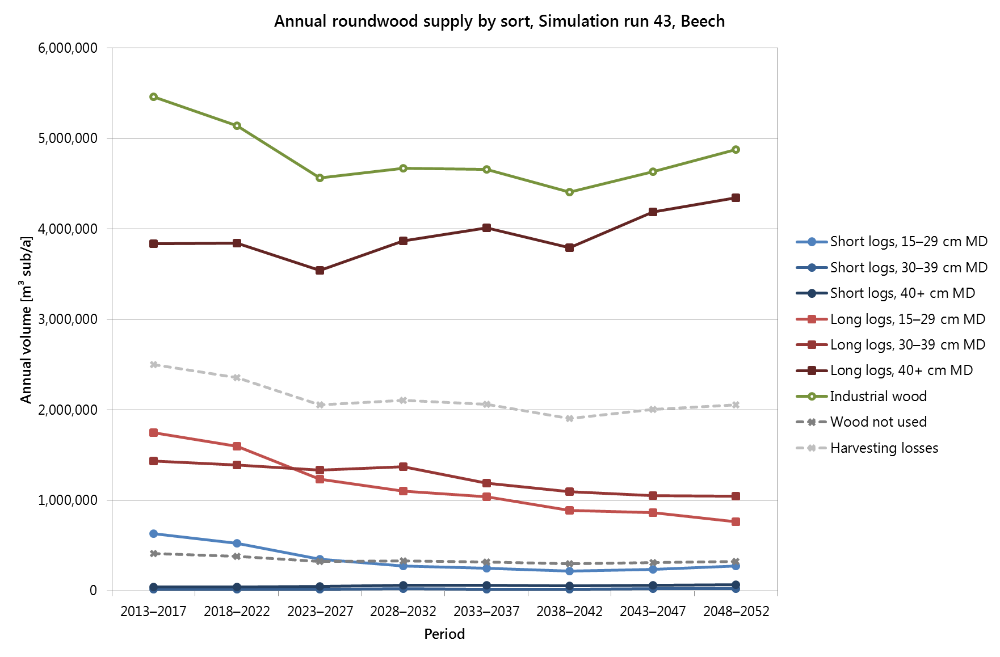 Annual roundwood supply by sort, Simulation run 43, Beech
6,000,000
5,000,000
4,000,000
3,000,000
2,000,000
1,000,000
0
Annual volume [m³ sub/a]
2013–2017
2018–2022
2023–2027
2028–2032
2033–2037
2038–2042
2043–2047
2048–2052
Period
Short logs, 15–29 cm MD
Short logs, 30–39 cm MD
Short logs, 40+ cm MD
Long logs, 15–29 cm MD
Long logs, 30–39 cm MD
Long logs, 40+ cm MD
Industrial wood
Wood not used
Harvesting losses